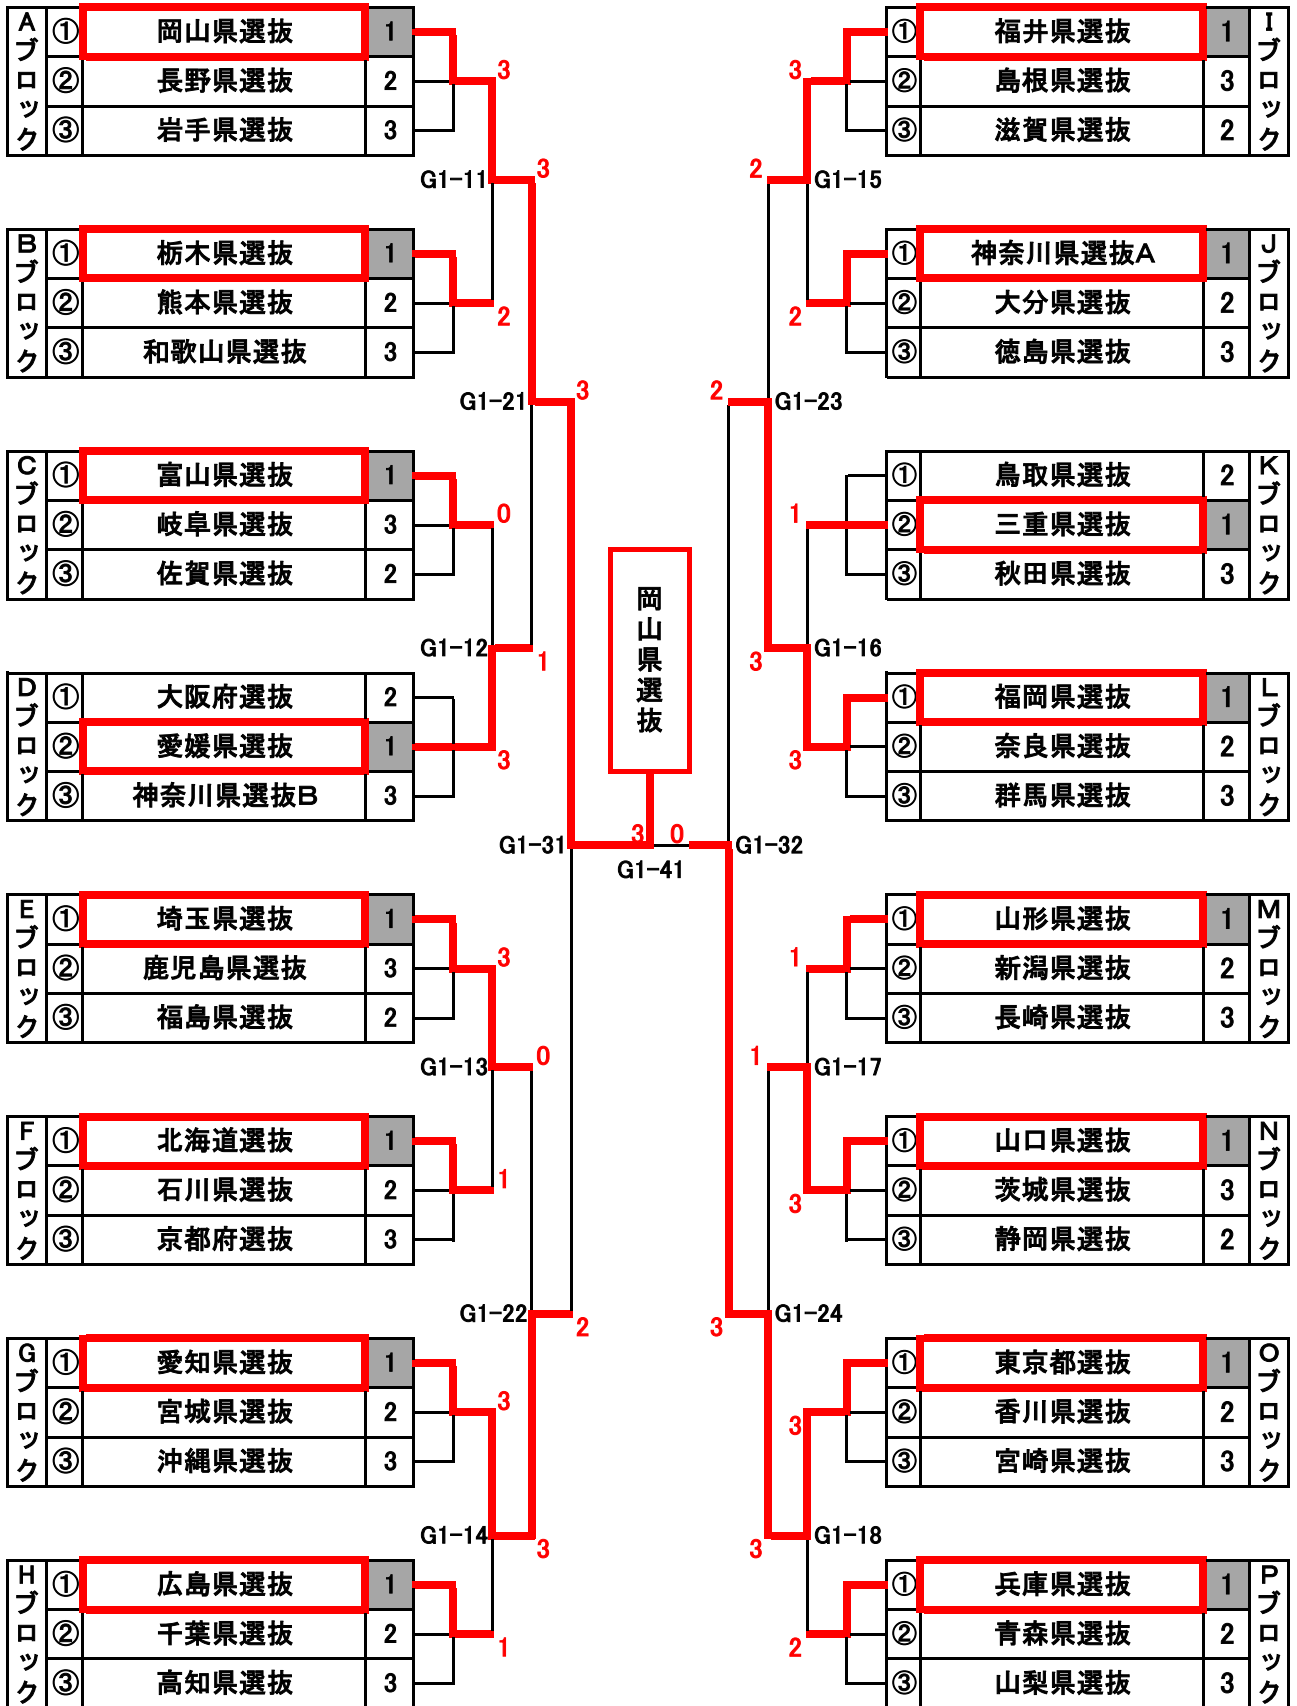 Aブロック
① 岡山県選抜 1
② 長野県選抜 2
③ 岩手県選抜 3
3
G1-11
3
Bブロック
① 栃木県選抜 1
② 熊本県選抜 2
③ 和歌山県選抜 3
2
G1-21
3
Cブロック
① 富山県選抜 1
② 岐阜県選抜 3
③ 佐賀県選抜 2
0
G1-12
1
Dブロック
① 大阪府選抜 2
② 愛媛県選抜 1
③ 神奈川県選抜B 3
3
G1-31
Eブロック
① 埼玉県選抜 1
② 鹿児島県選抜 3
③ 福島県選抜 2
3
G1-13
0
Fブロック
① 北海道選抜 1
② 石川県選抜 2
③ 京都府選抜 3
1
G1-22
2
Gブロック
① 愛知県選抜 1
② 宮城県選抜 2
③ 沖縄県選抜 3
3
G1-14
3
Hブロック
① 広島県選抜 1
② 千葉県選抜 2
③ 高知県選抜 3
1
岡山県選抜
3 0
G1-41
Iブロック
① 福井県選抜 1
② 島根県選抜 3
③ 滋賀県選抜 2
3
2
G1-15
Jブロック
① 神奈川県選抜A 1
② 大分県選抜 2
③ 徳島県選抜 3
2
2
G1-23
Kブロック
① 鳥取県選抜 2
② 三重県選抜 1
③ 秋田県選抜 3
1
3
G1-16
Lブロック
① 福岡県選抜 1
② 奈良県選抜 2
③ 群馬県選抜 3
3
G1-32
Mブロック
① 山形県選抜 1
② 新潟県選抜 2
③ 長崎県選抜 3
1
1
G1-17
Nブロック
① 山口県選抜 1
② 茨城県選抜 3
③ 静岡県選抜 2
3
3
G1-24
Oブロック
① 東京都選抜 1
② 香川県選抜 2
③ 宮崎県選抜 3
3
3
G1-18
Pブロック
① 兵庫県選抜 1
② 青森県選抜 2
③ 山梨県選抜 3
2